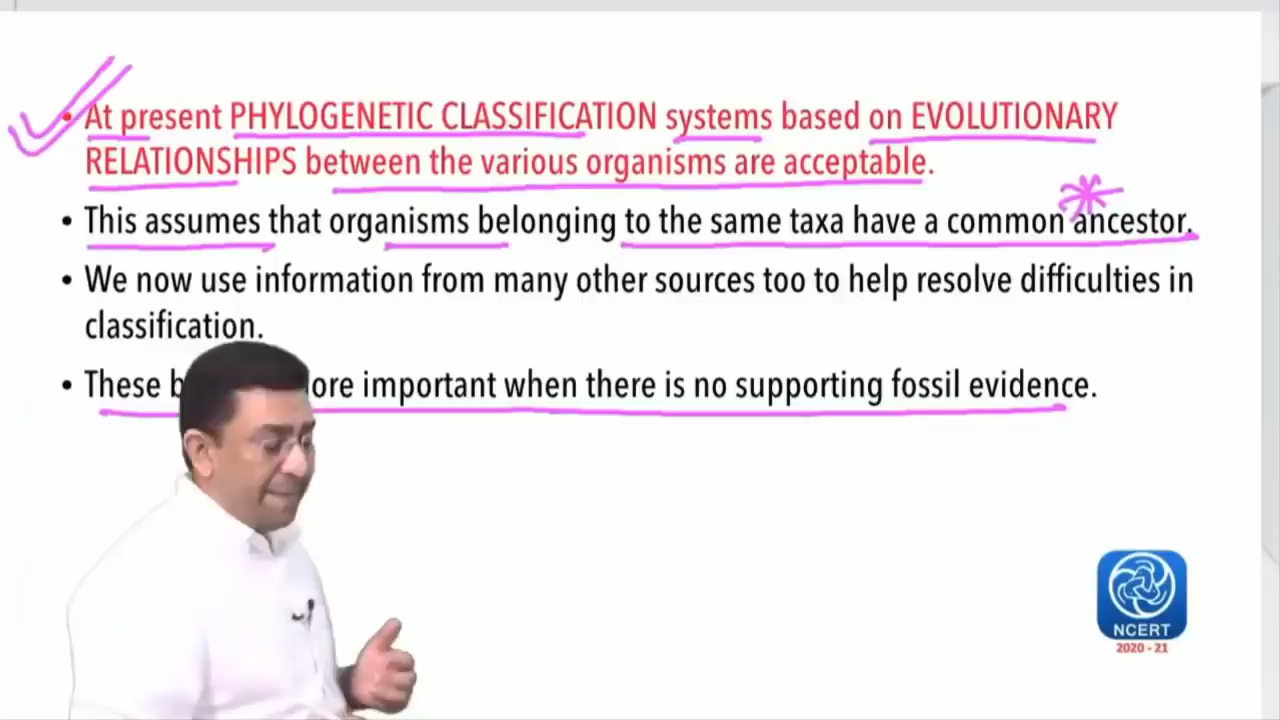 • At present PHYLOGENETIC CLASSIFICATION systems based on EVOLUTIONARY
RELATIONSHIPS between the various organisms are acceptable.
• This assumes that organisms belonging to the same taxa have a common ancestor.
• We now use information from many other sources too to help resolve difficulties in
classification.
• These important when there is no supporting fossil evidence.
NCERT
2020 - 21